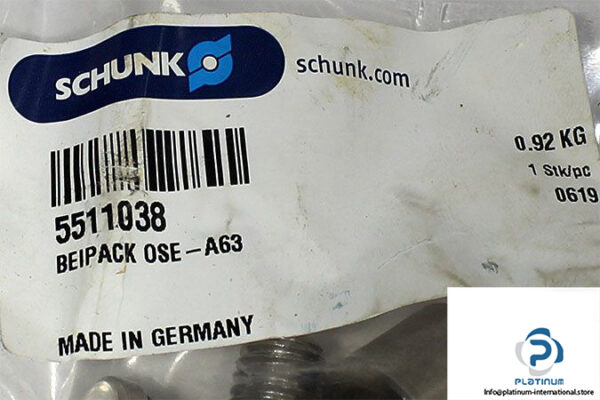 SCHUNK
schunk.com
0.92 KG
1 Stk/pc
0619
5511038
BEIPACK OSE-A63
MADE IN GERMANY
PLATINUM
Info@platinum-international.store